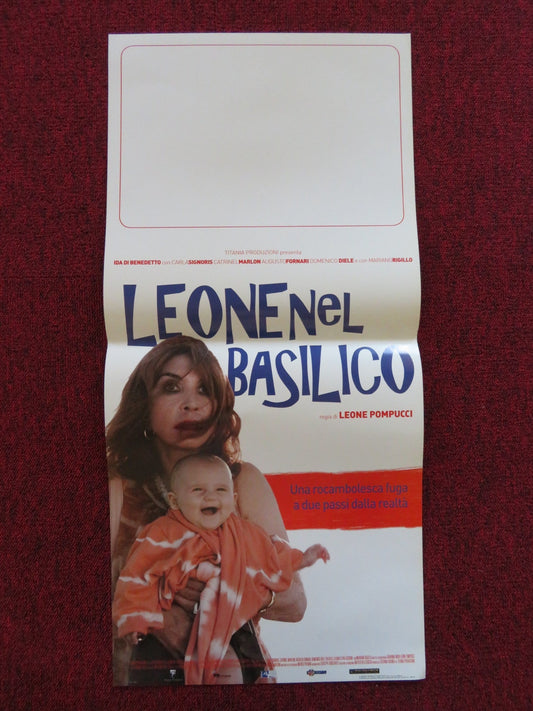 TITANIA PRODUZIONI presenta
IDA DI BENEDETTO con CARLA SIGNORIS CATRINEL MARLON AUGUSTO FORNARI DOMENICO DIELE e con MARIANO RIGILLO
LEONE NEL
BASILICO
regia di LEONE POMPUCCI
Una rocambolesca fuga
a due passi dalla realtà